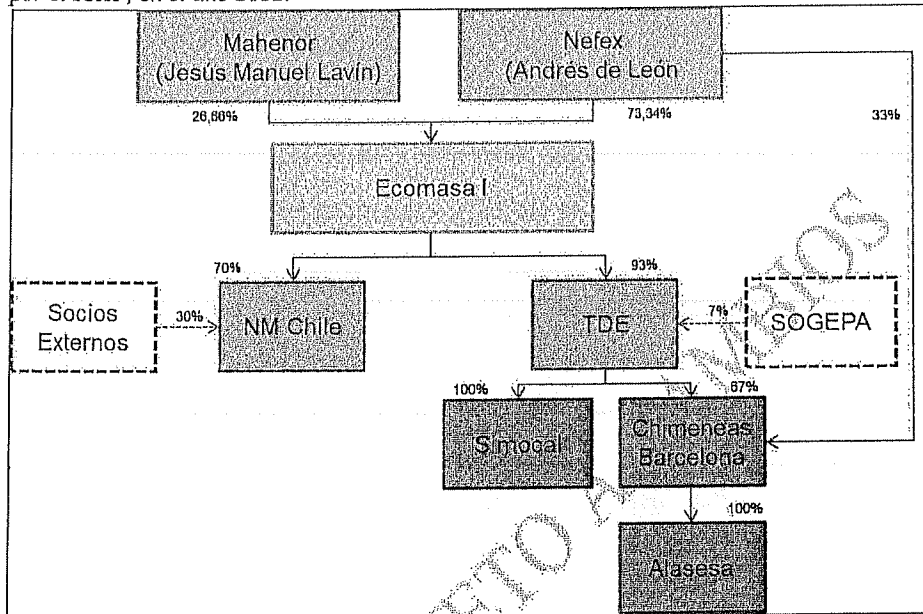 Mahenor
(Jesús Manuel Lavín)
Nefex
(Andrés de León
26,66%
73,34%
33%
Ecomasa I
70%
93%
Socios
Externos
30%
NM Chile
TDE
7%
SOGEPA
100%
67%
Simocal
Chimeneas
Barcelona
100%
Alasesa